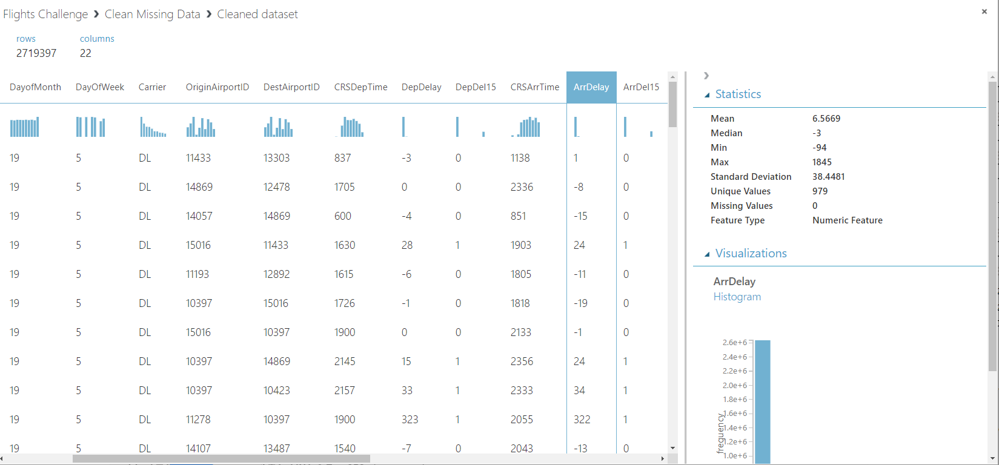 Flights Challenge › Clean Missing Data › Cleaned dataset
×
rows columns
2719397 22
DayofMonth DayOfWeek Carrier OriginAirportID DestAirportID CRSDepTime DepDelay DepDel15 CRSArrTime ArrDelay ArrDel15
19 5 DL 11433 13303 837 -3 0 1138 1 0
19 5 DL 14869 12478 1705 0 0 2336 -8 0
19 5 DL 14057 14869 600 -4 0 851 -15 0
19 5 DL 15016 11433 1630 28 1 1903 24 1
19 5 DL 11193 12892 1615 -6 0 1805 -11 0
19 5 DL 10397 15016 1726 -1 0 1818 -19 0
19 5 DL 15016 10397 1900 0 0 2133 -1 0
19 5 DL 10397 14869 2145 15 1 2356 24 1
19 5 DL 10397 10423 2157 33 1 2333 34 1
19 5 DL 11278 10397 1900 323 1 2055 322 1
19 5 DL 14107 13487 1540 -7 0 2043 -13 0
Statistics
Mean 6.5669
Median -3
Min -94
Max 1845
Standard Deviation 38.4481
Unique Values 979
Missing Values 0
Feature Type Numeric Feature
Visualizations
ArrDelay
Histogram
2.6e+6
2.4e+6
2.2e+6
2.0e+6
1.8e+6
1.6e+6
1.4e+6
1.2e+6
1.0e+6
frequency